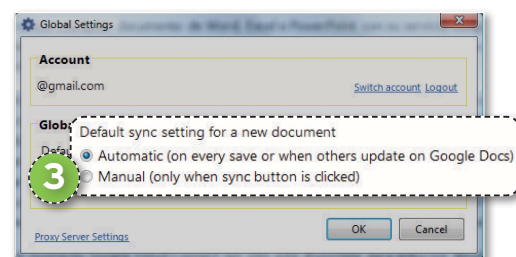 Global Settings
Account
@gmail.com
Switch account Logout
Glob
Default sync setting for a new document
Defau
Automatic (on every save or when others update on Google Docs)
3
Manual (only when sync button is clicked)
Proxy Server Settings
OK Cancel